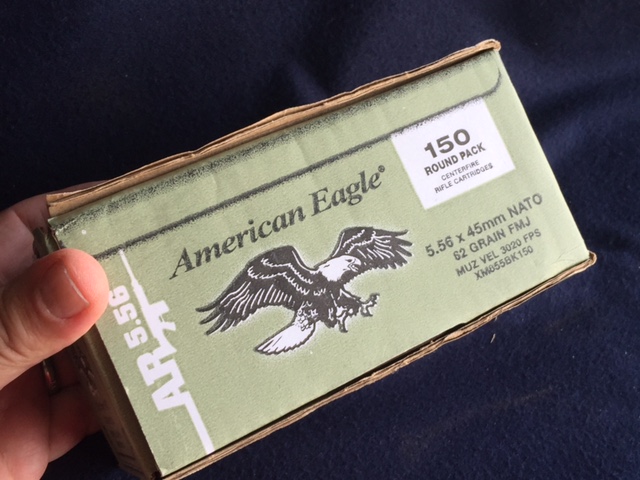 150
ROUND PACK
CENTERFIRE
RIFLE CARTRIDGES
American Eagle®
5.56 x 45mm NATO
62 GRAIN FMJ
MUZ VEL 3020 FPS
XM855BK150
AR 5.56